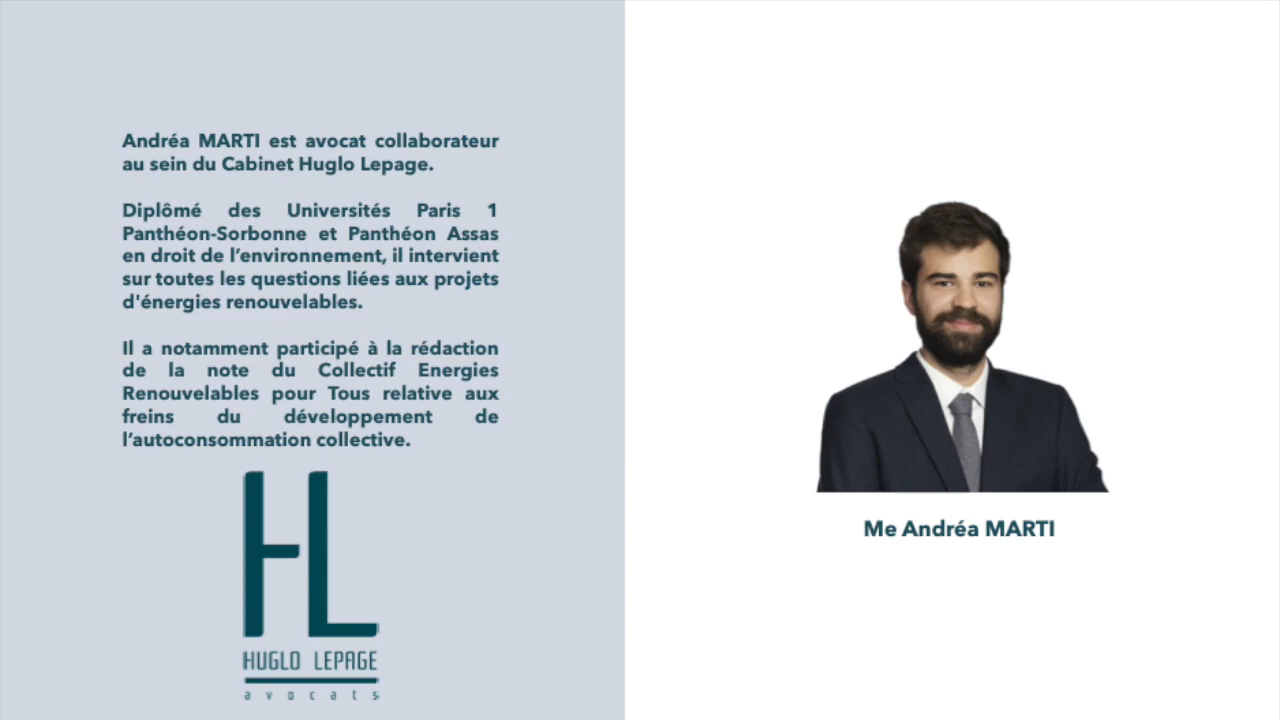 Andréa MARTI est avocat collaborateur
au sein du Cabinet Huglo Lepage.
Diplômé des Universités Paris 1
Panthéon-Sorbonne et Panthéon Assas
en droit de l’environnement, il intervient
sur toutes les questions liées aux projets
d'énergies renouvelables.
Il a notamment participé à la rédaction
de la note du Collectif Energies
Renouvelables pour Tous relative aux
freins du développement de
l’autoconsommation collective.
HL
HUGLO LEPAGE
avocats
Me Andréa MARTI